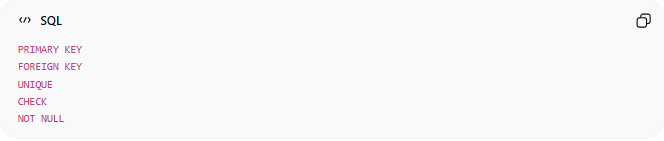 SQL
PRIMARY KEY
FOREIGN KEY
UNIQUE
CHECK
NOT NULL